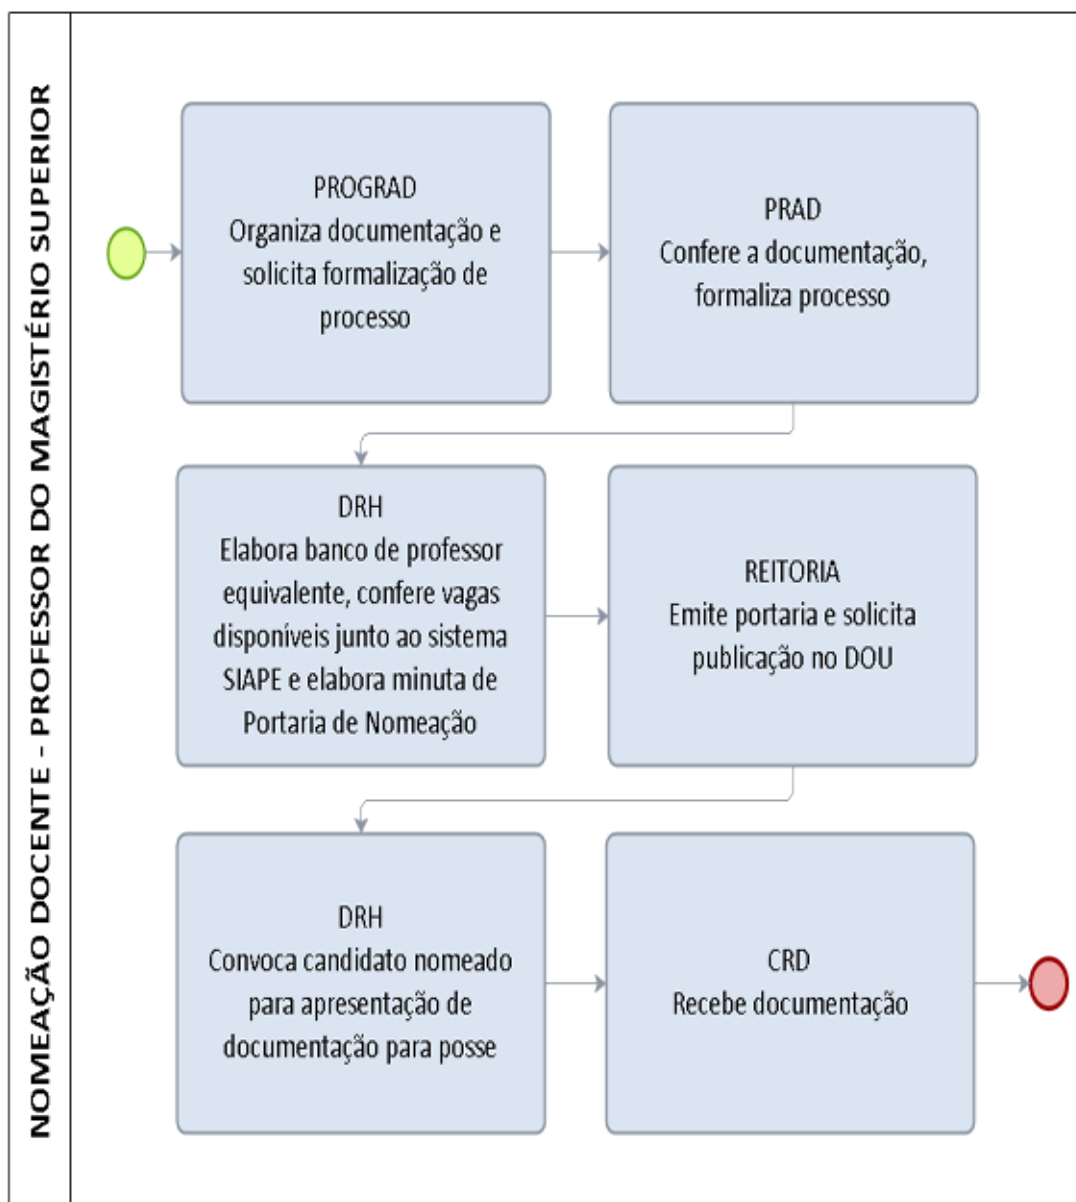 NOMEAÇÃO DOCENTE - PROFESSOR DO MAGISTÉRIO SUPERIOR
PROGRAD
Organiza documentação e
solicita formalização de
processo
PRAD
Confere a documentação,
formaliza processo
DRH
Elabora banco de professor
equivalente, confere vagas
disponíveis junto ao sistema
SIAPE e elabora minuta de
Portaria de Nomeação
REITORIA
Emite portaria e solicita
publicação no DOU
DRH
Convoca candidato nomeado
para apresentação de
documentação para posse
CRD
Recebe documentação